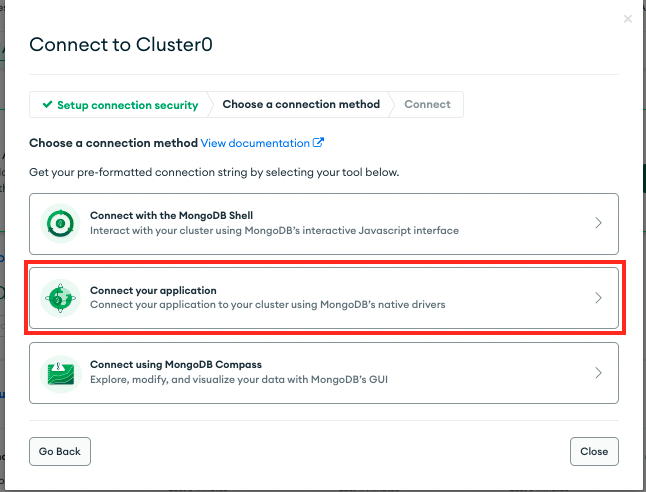 Connect to Cluster0
Setup connection security Choose a connection method Connect
Choose a connection method View documentation
Get your pre-formatted connection string by selecting your tool below.
Connect with the MongoDB Shell
Interact with your cluster using MongoDB's interactive Javascript interface
Connect your application
Connect your application to your cluster using MongoDB's native drivers
Connect using MongoDB Compass
Explore, modify, and visualize your data with MongoDB's GUI
Go Back Close